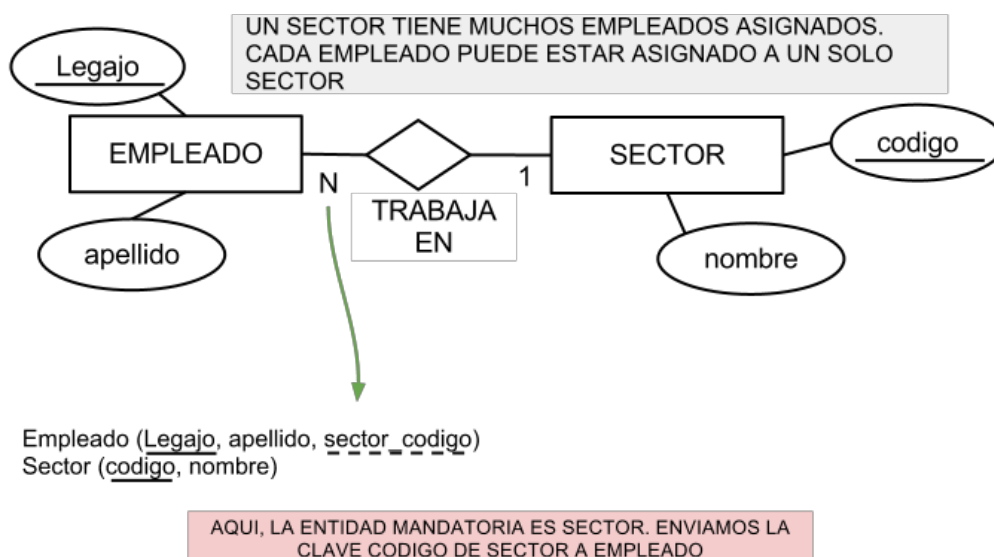 UN SECTOR TIENE MUCHOS EMPLEADOS ASIGNADOS.
CADA EMPLEADO PUEDE ESTAR ASIGNADO A UN SOLO
SECTOR
Legajo
EMPLEADO
SECTOR
codigo
N
1
TRABAJA
EN
apellido
nombre
Empleado (Legajo, apellido, sector_codigo)
Sector (codigo, nombre)
AQUI, LA ENTIDAD MANDATORIA ES SECTOR. ENVIAMOS LA
CLAVE CODIGO DE SECTOR A EMPLEADO